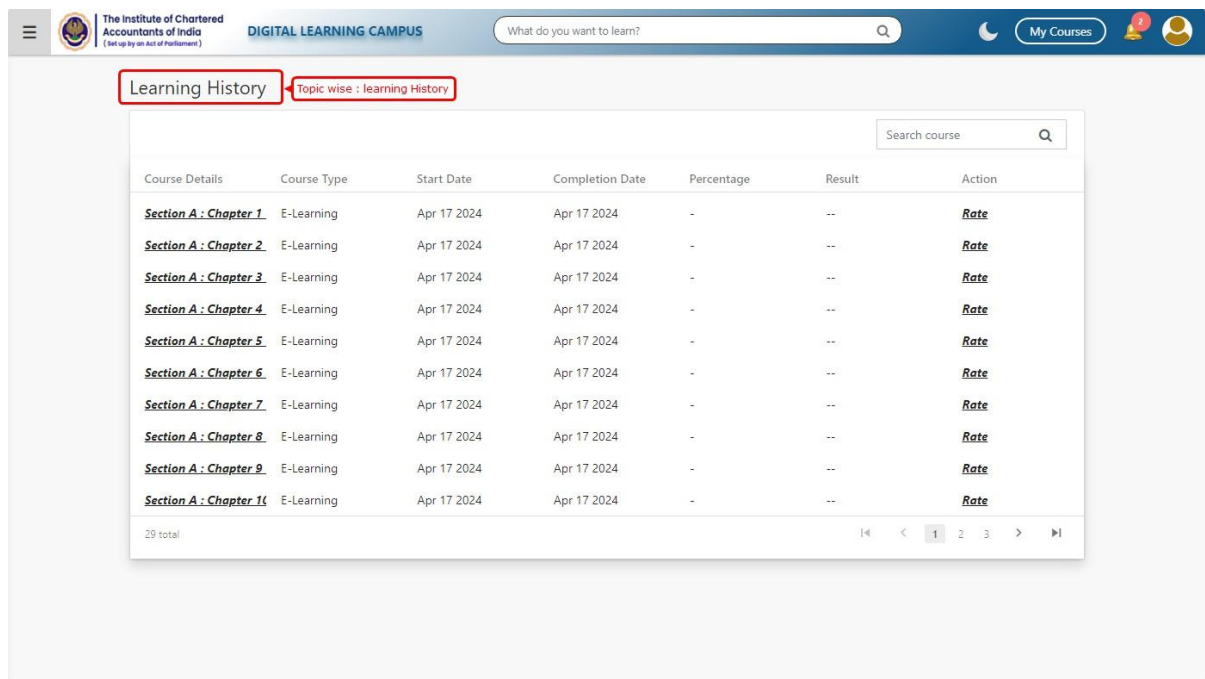 The Institute of Chartered
Accountants of India
( Set up by an Act of Parliament )
DIGITAL LEARNING CAMPUS
What do you want to learn?
My Courses
2
Learning History
Topic wise : learning History
Search course
Course Details Course Type Start Date Completion Date Percentage Result Action
Section A : Chapter 1 E-Learning Apr 17 2024 Apr 17 2024 - -- Rate
Section A : Chapter 2 E-Learning Apr 17 2024 Apr 17 2024 - -- Rate
Section A : Chapter 3 E-Learning Apr 17 2024 Apr 17 2024 - -- Rate
Section A : Chapter 4 E-Learning Apr 17 2024 Apr 17 2024 - -- Rate
Section A : Chapter 5 E-Learning Apr 17 2024 Apr 17 2024 - -- Rate
Section A : Chapter 6 E-Learning Apr 17 2024 Apr 17 2024 - -- Rate
Section A : Chapter 7 E-Learning Apr 17 2024 Apr 17 2024 - -- Rate
Section A : Chapter 8 E-Learning Apr 17 2024 Apr 17 2024 - -- Rate
Section A : Chapter 9 E-Learning Apr 17 2024 Apr 17 2024 - -- Rate
Section A : Chapter 10 E-Learning Apr 17 2024 Apr 17 2024 - -- Rate
29 total 1 2 3